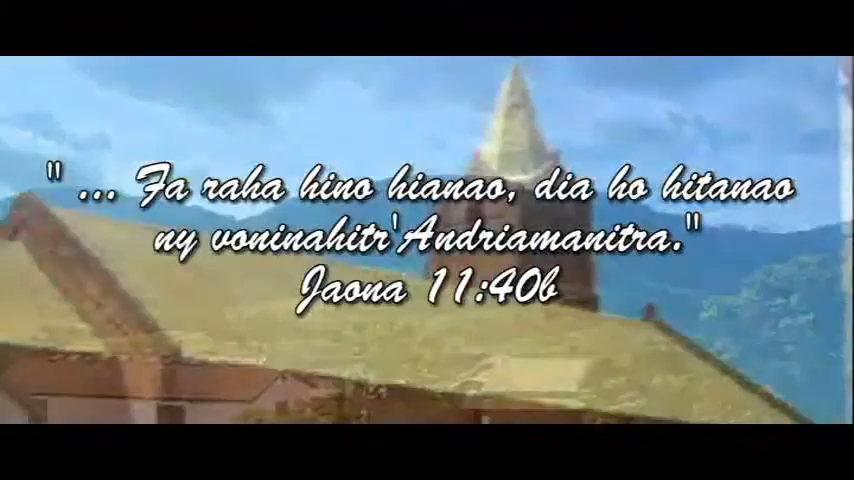 " ... Fa raha hino hianao, dia ho hitanao
ny voninahitr'Andriamanitra."
Jaona 11:40b